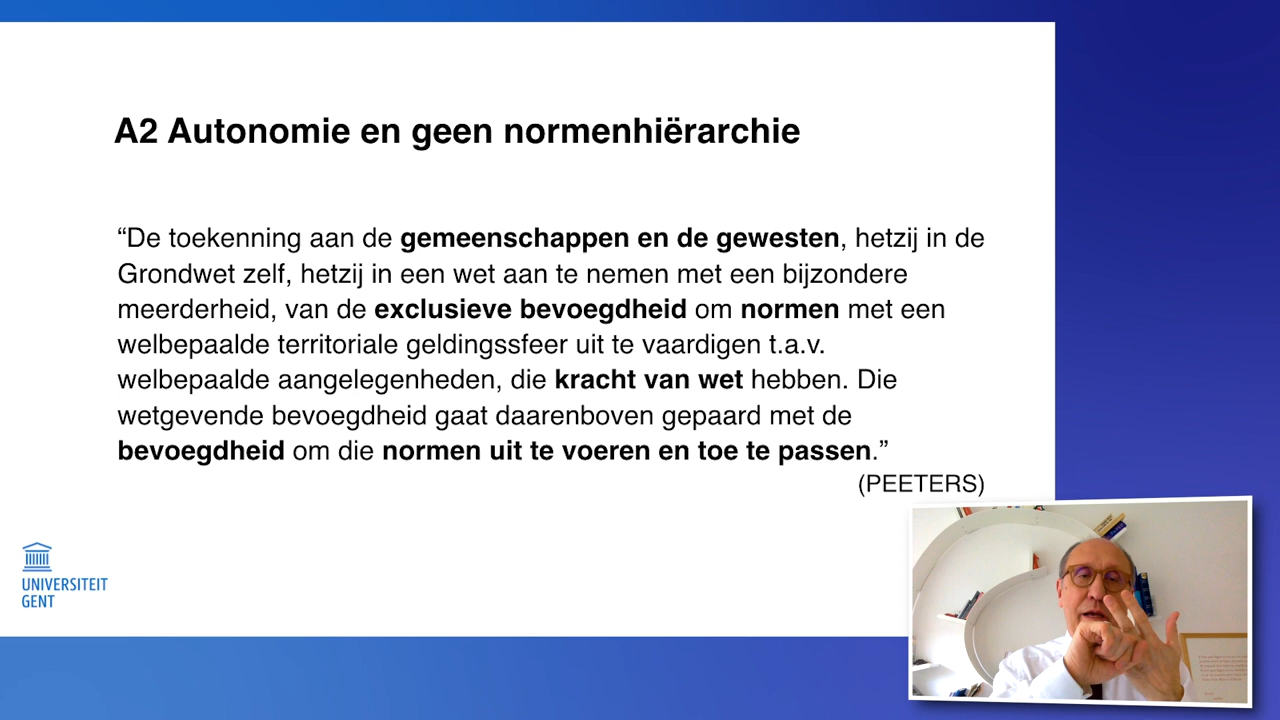 A2 Autonomie en geen normenhiërarchie
“De toekenning aan de gemeenschappen en de gewesten, hetzij in de
Grondwet zelf, hetzij in een wet aan te nemen met een bijzondere
meerderheid, van de exclusieve bevoegdheid om normen met een
welbepaalde territoriale geldingssfeer uit te vaardigen t.a.v.
welbepaalde aangelegenheden, die kracht van wet hebben. Die
wetgevende bevoegdheid gaat daarenboven gepaard met de
bevoegdheid om die normen uit te voeren en toe te passen.”
(PEETERS)
UNIVERSITEIT
GENT